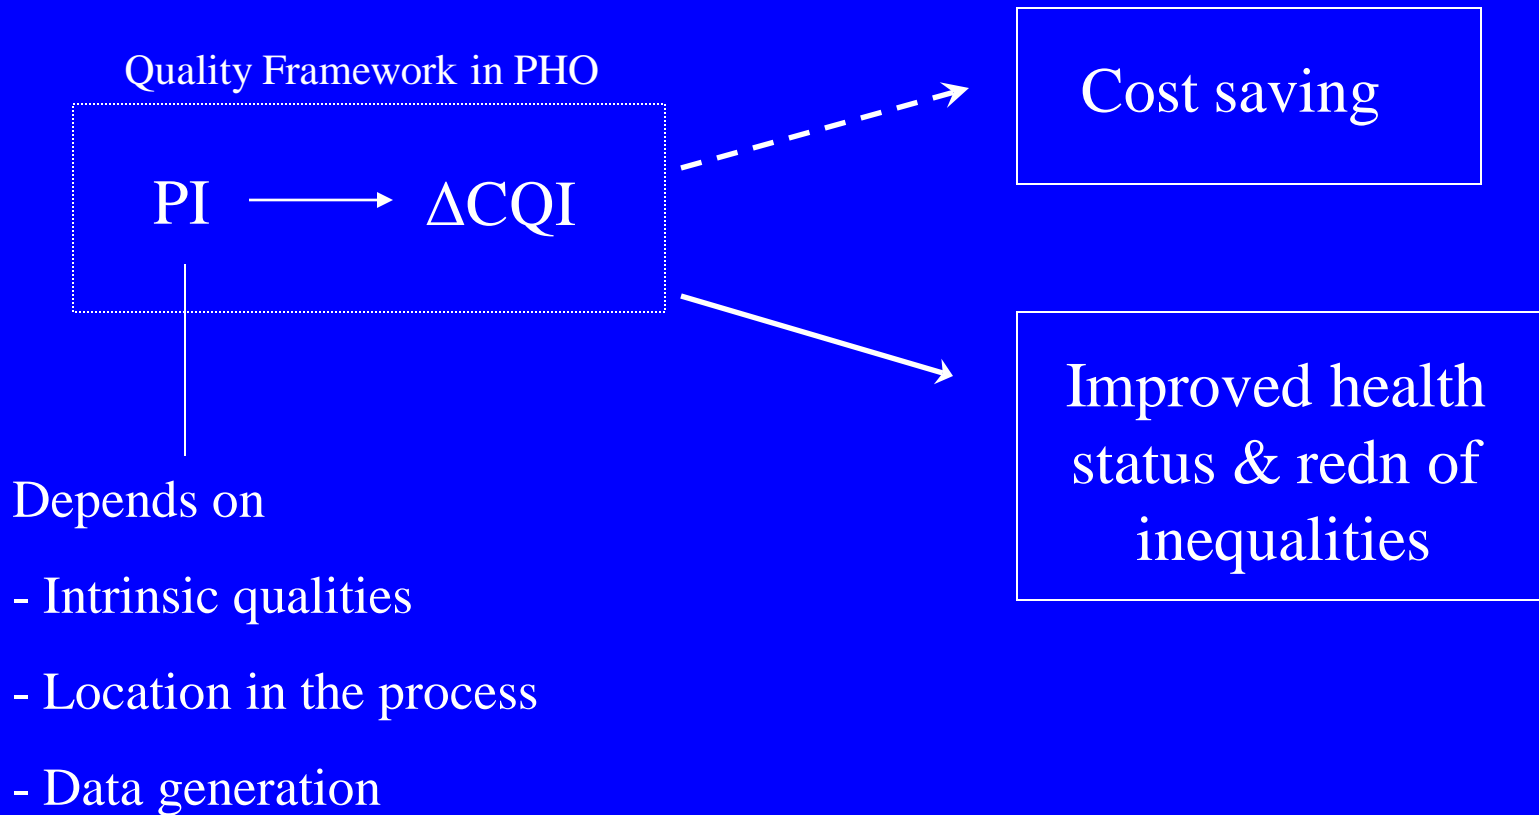 Quality Framework in PHO
PI
ΔCQI
Cost saving
Improved health
status & redn of
inequalities
Depends on
- Intrinsic qualities
- Location in the process
- Data generation